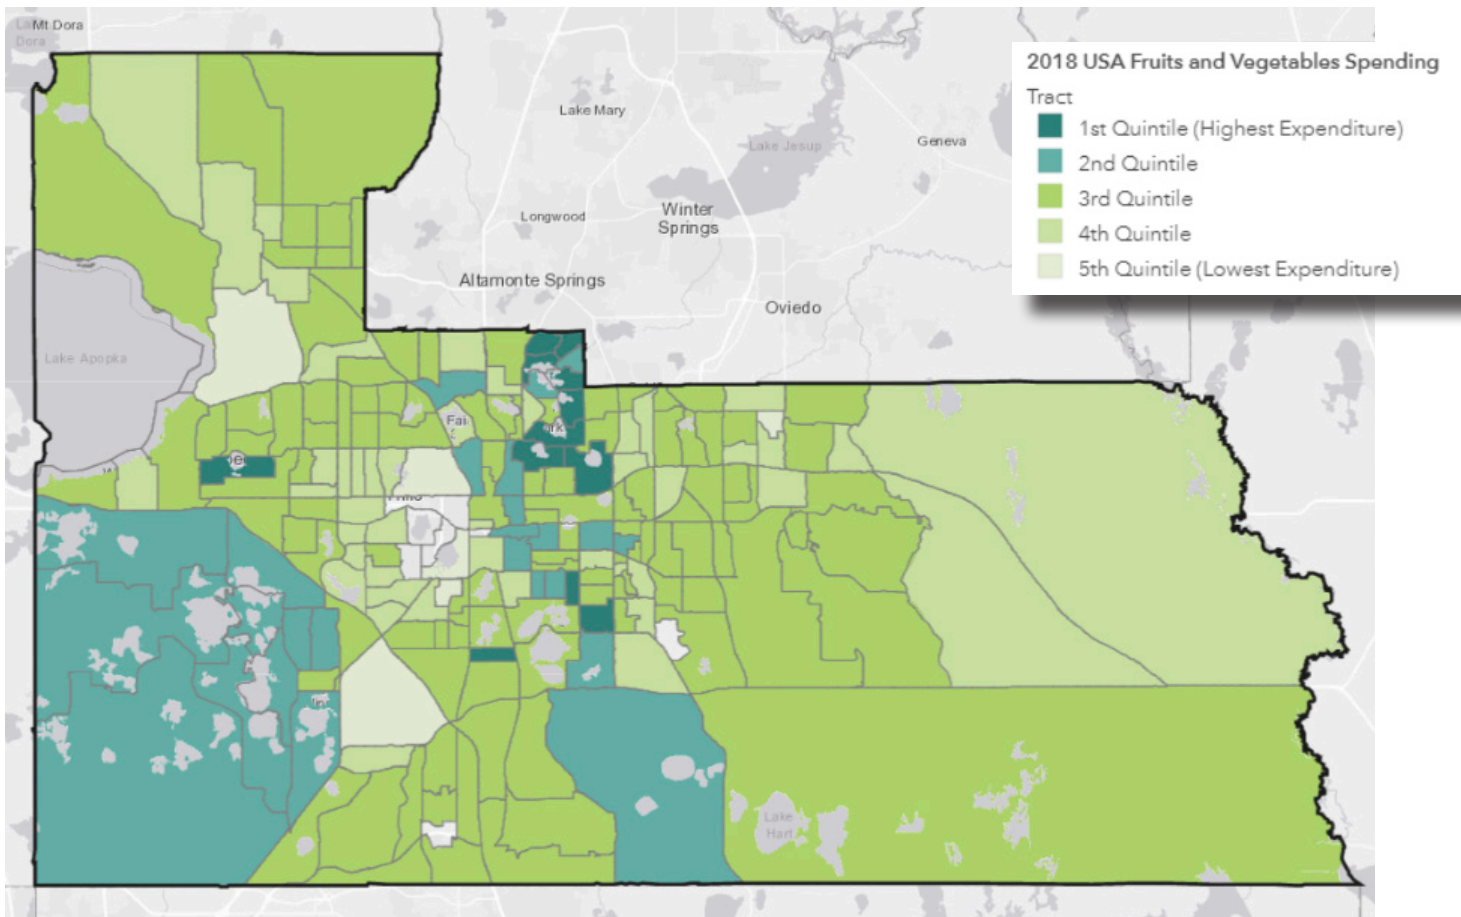 Mt Dora
Lake
Dora
Lake Mary
Lake Jesup
Geneva
Longwood
Winter
Springs
Altamonte Springs
Oviedo
Lake Apopka
Lake
Hart
2018 USA Fruits and Vegetables Spending
Tract
1st Quintile (Highest Expenditure)
2nd Quintile
3rd Quintile
4th Quintile
5th Quintile (Lowest Expenditure)